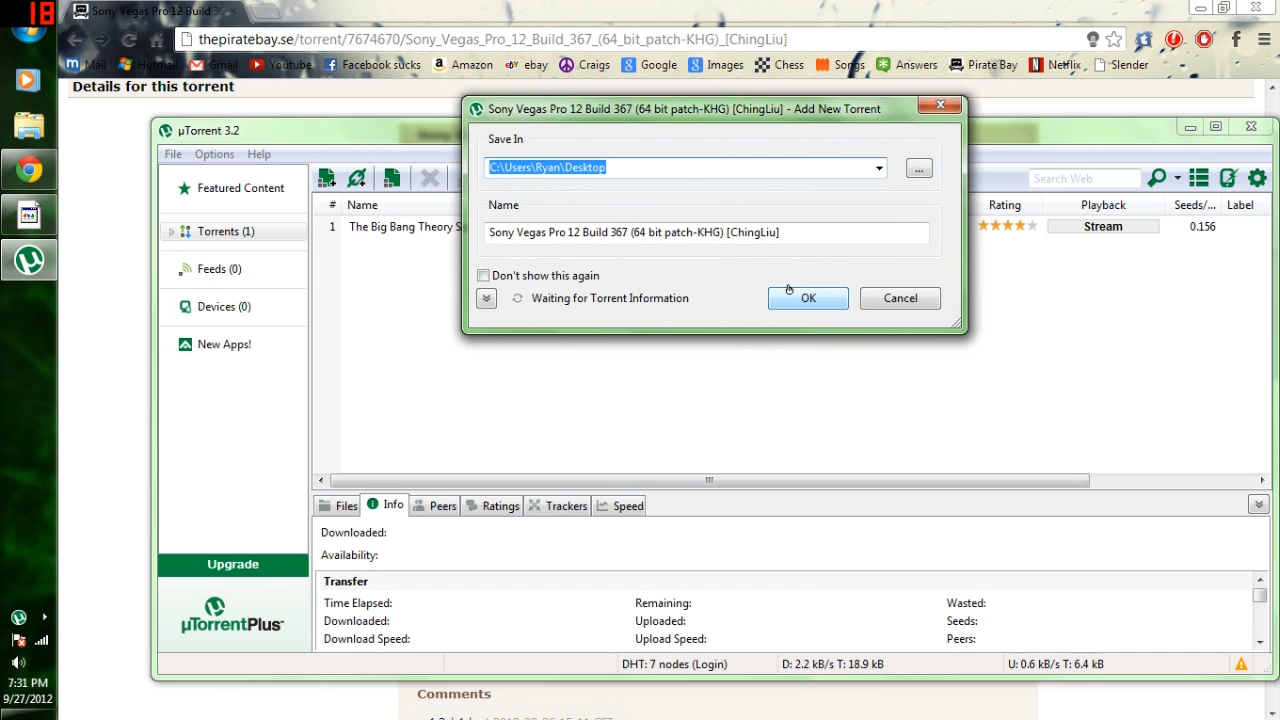 18
Sony Vegas Pro 12 Build 3
thepiratebay.se/torrent/7674670/Sony_Vegas_Pro_12_Build_367_(64_bit_patch-KHG)_[ChingLiu]
Mail Hotmail Gmail Youtube Facebook sucks Amazon ebay Craigs Google Images Chess Songs Answers Pirate Bay Netflix Slender
Details for this torrent
Sony Vegas Pro 12 Build 367 (64 bit patch-KHG) [ChingLiu] - Add New Torrent
µTorrent 3.2
Save In
File Options Help
C:\Users\Ryan\Desktop
...
Featured Content
Search Web
# Name
Name
Rating Playback Seeds/... Label
1 The Big Bang Theory S
Stream 0.156
Torrents (1)
Sony Vegas Pro 12 Build 367 (64 bit patch-KHG) [ChingLiu]
Feeds (0)
Don't show this again
Waiting for Torrent Information
OK
Cancel
Devices (0)
New Apps!
Files Info Peers Ratings Trackers Speed
Downloaded:
Availability:
Upgrade
Transfer
Time Elapsed: Remaining: Wasted:
Downloaded: Uploaded: Seeds:
Download Speed: Upload Speed: Peers:
µTorrentPlus
DHT: 7 nodes (Login) D: 2.2 kB/s T: 18.9 kB U: 0.6 kB/s T: 6.4 kB
7:31 PM
9/27/2012
Comments